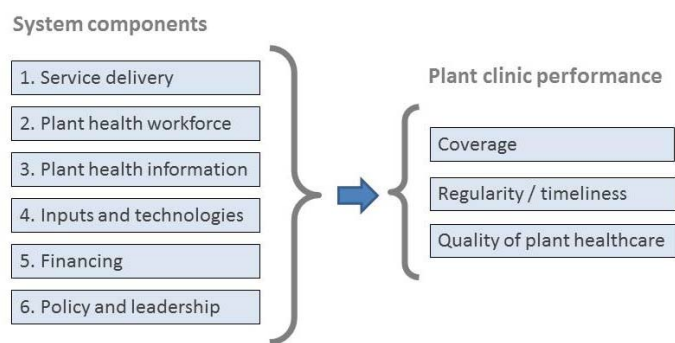 System components
1. Service delivery
2. Plant health workforce
3. Plant health information
4. Inputs and technologies
5. Financing
6. Policy and leadership
Plant clinic performance
Coverage
Regularity / timeliness
Quality of plant healthcare